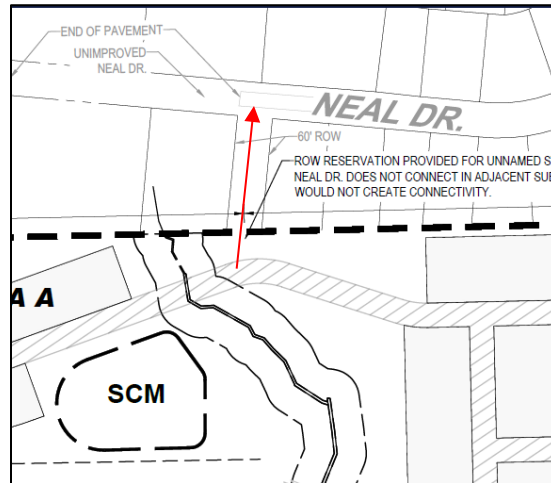 END OF PAVEMENT
UNIMPROVED
NEAL DR.
NEAL DR.
60' ROW
ROW RESERVATION PROVIDED FOR UNNAMED S
NEAL DR. DOES NOT CONNECT IN ADJACENT SUB
WOULD NOT CREATE CONNECTIVITY.
A A
SCM